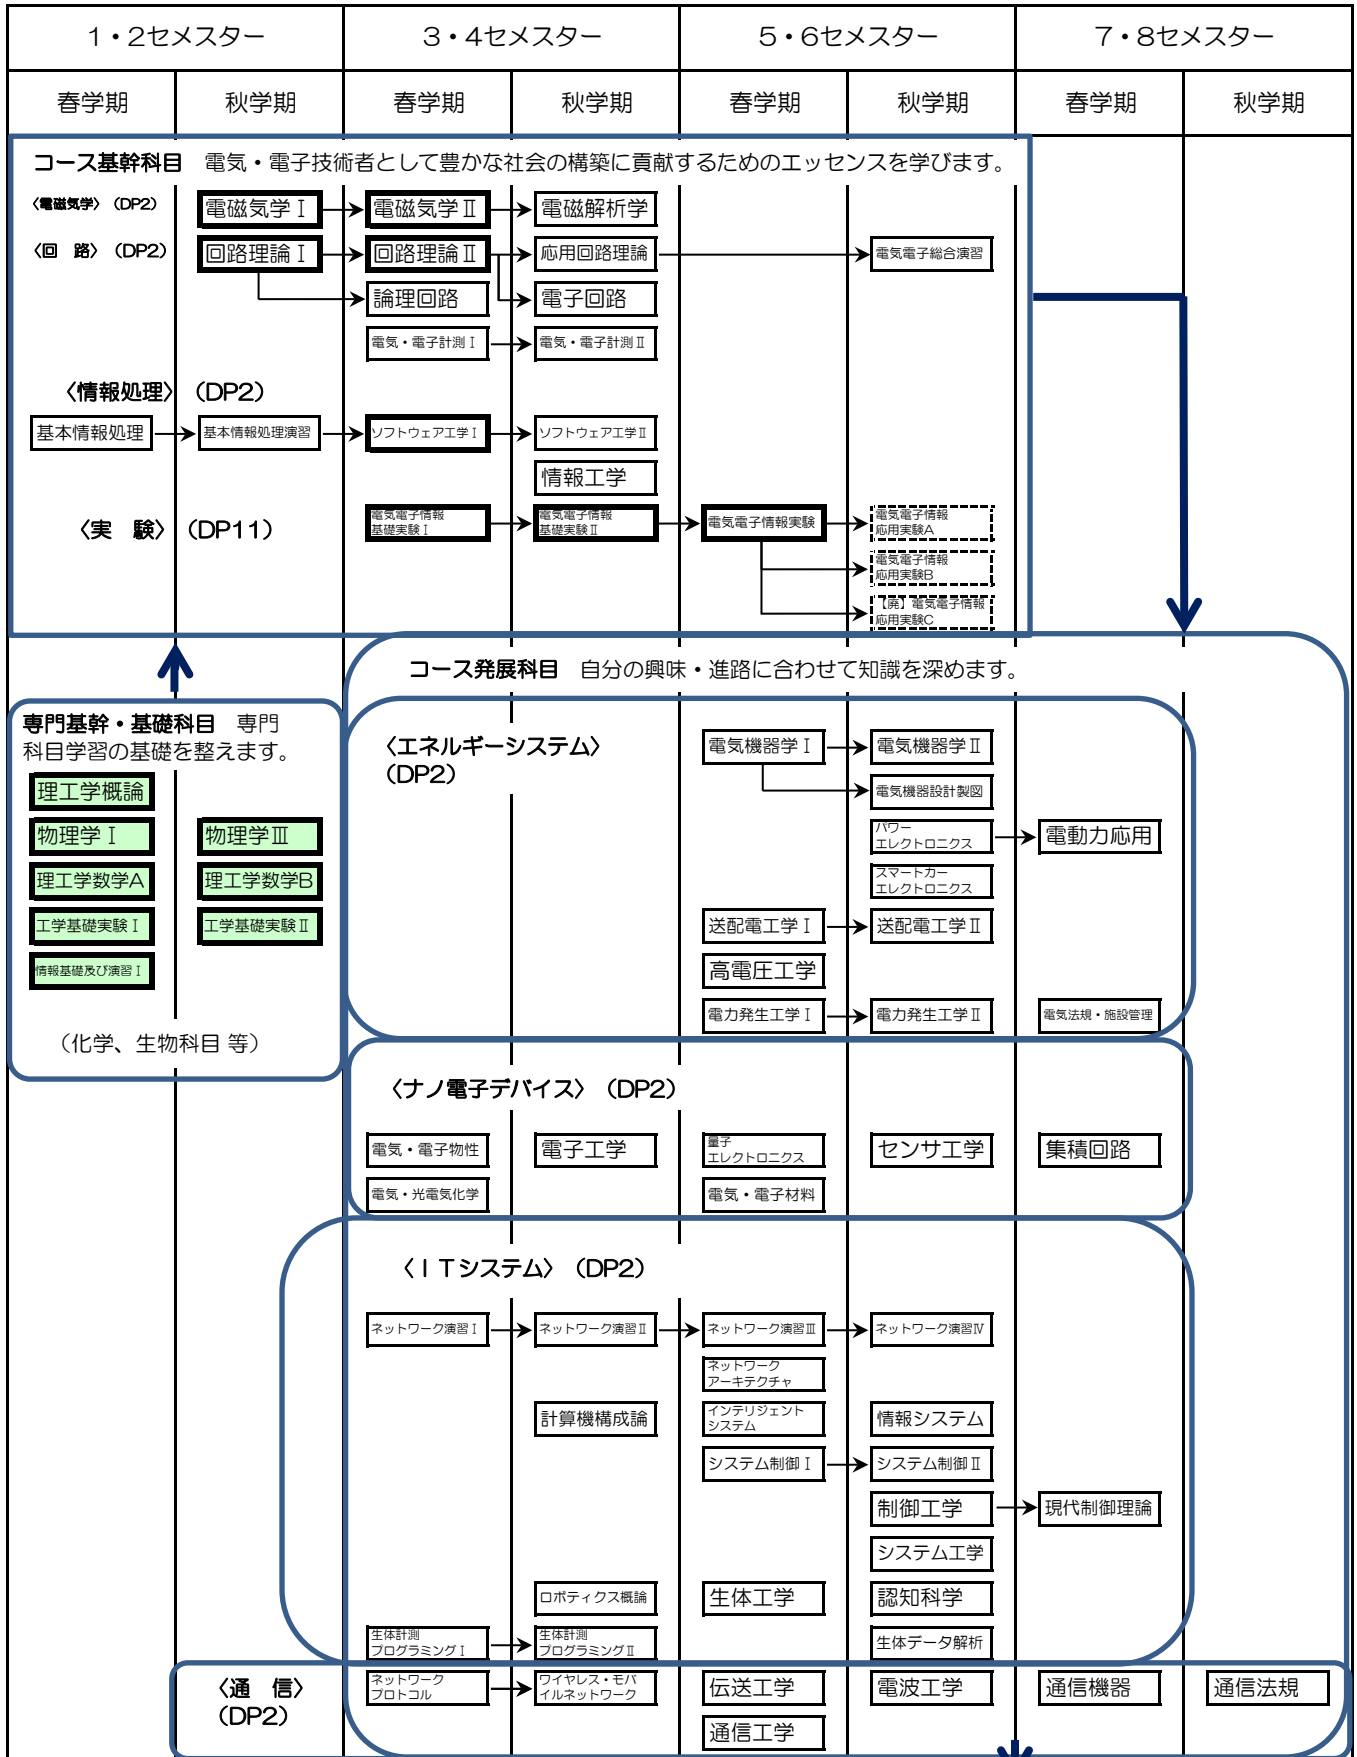 1・2セメスター 3・4セメスター 5・6セメスター 7・8セメスター
春学期 秋学期 春学期 秋学期 春学期 秋学期 春学期 秋学期
コース基幹科目 電気・電子技術者として豊かな社会の構築に貢献するためのエッセンスを学びます。
〈電磁気学〉（DP2） 電磁気学Ⅰ 電磁気学Ⅱ 電磁解析学
〈回 路〉（DP2） 回路理論Ⅰ 回路理論Ⅱ 応用回路理論 電気電子総合演習
論理回路 電子回路
電気・電子計測Ⅰ 電気・電子計測Ⅱ
〈情報処理〉（DP2）
基本情報処理 基本情報処理演習 ソフトウェア工学Ⅰ ソフトウェア工学Ⅱ
情報工学
〈実 験〉（DP11）
電気電子情報
基礎実験Ⅰ
電気電子情報
基礎実験Ⅱ
電気電子情報実験
電気電子情報
応用実験A
電気電子情報
応用実験B
【廃】電気電子情報
応用実験C
コース発展科目 自分の興味・進路に合わせて知識を深めます。
専門基幹・基礎科目 専門
科目学習の基礎を整えます。
理工学概論
物理学Ⅰ 物理学Ⅲ
理工学数学A 理工学数学B
工学基礎実験Ⅰ 工学基礎実験Ⅱ
情報基礎及び演習Ⅰ
（化学、生物科目 等）
〈エネルギーシステム〉
（DP2）
電気機器学Ⅰ 電気機器学Ⅱ
電気機器設計製図
パワー
エレクトロニクス
電動力応用
スマートカー
エレクトロニクス
送配電工学Ⅰ 送配電工学Ⅱ
高電圧工学
電力発生工学Ⅰ 電力発生工学Ⅱ 電気法規・施設管理
〈ナノ電子デバイス〉（DP2）
電気・電子物性 電子工学
量子
エレクトロニクス
センサ工学 集積回路
電気・光電気化学 電気・電子材料
〈ＩＴシステム〉（DP2）
ネットワーク演習Ⅰ ネットワーク演習Ⅱ ネットワーク演習Ⅲ ネットワーク演習Ⅳ
ネットワーク
アーキテクチャ
計算機構成論
インテリジェント
システム
情報システム
システム制御Ⅰ システム制御Ⅱ
制御工学 現代制御理論
システム工学
ロボティクス概論 生体工学 認知科学
生体計測
プログラミングⅠ
生体計測
プログラミングⅡ
生体データ解析
〈通 信〉
（DP2）
ネットワーク
プロトコル
ワイヤレス・モバ
イルネットワーク
伝送工学 電波工学 通信機器 通信法規
通信工学